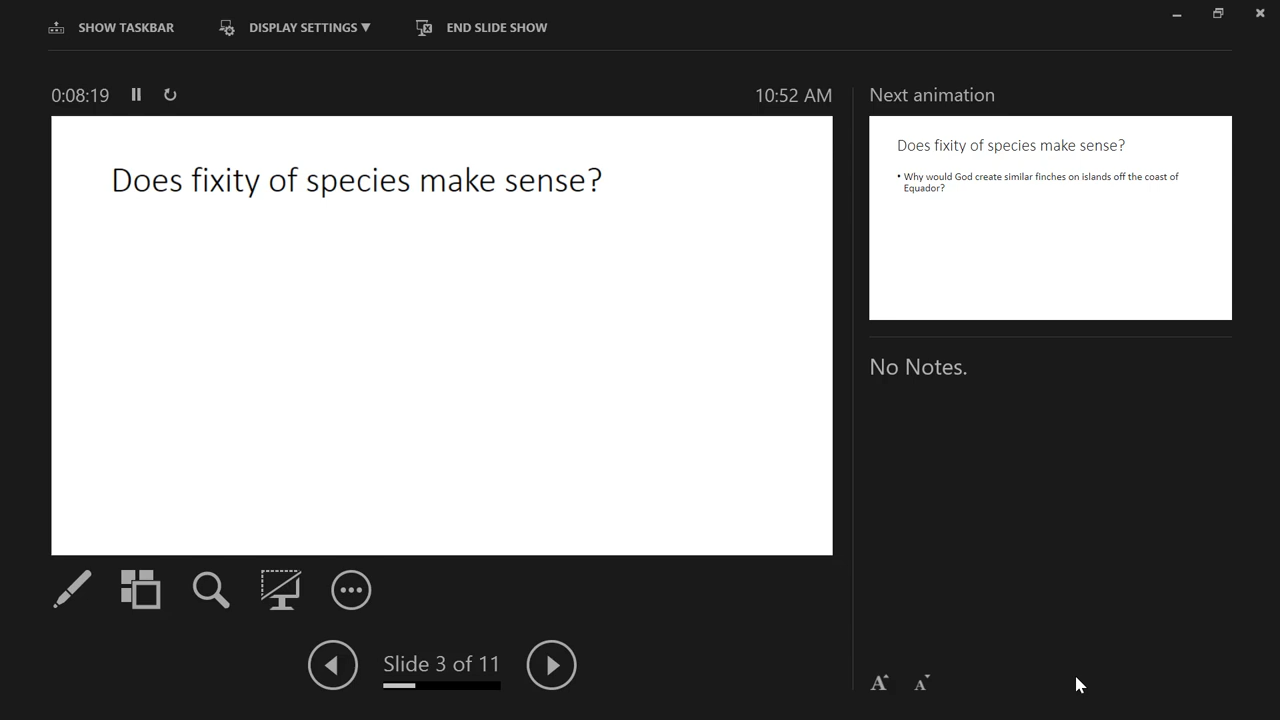 SHOW TASKBAR
DISPLAY SETTINGS ▼
END SLIDE SHOW
0:08:19
10:52 AM
Next animation
Does fixity of species make sense?
Does fixity of species make sense?
• Why would God create similar finches on islands off the coast of
Equador?
No Notes.
Slide 3 of 11
A
A